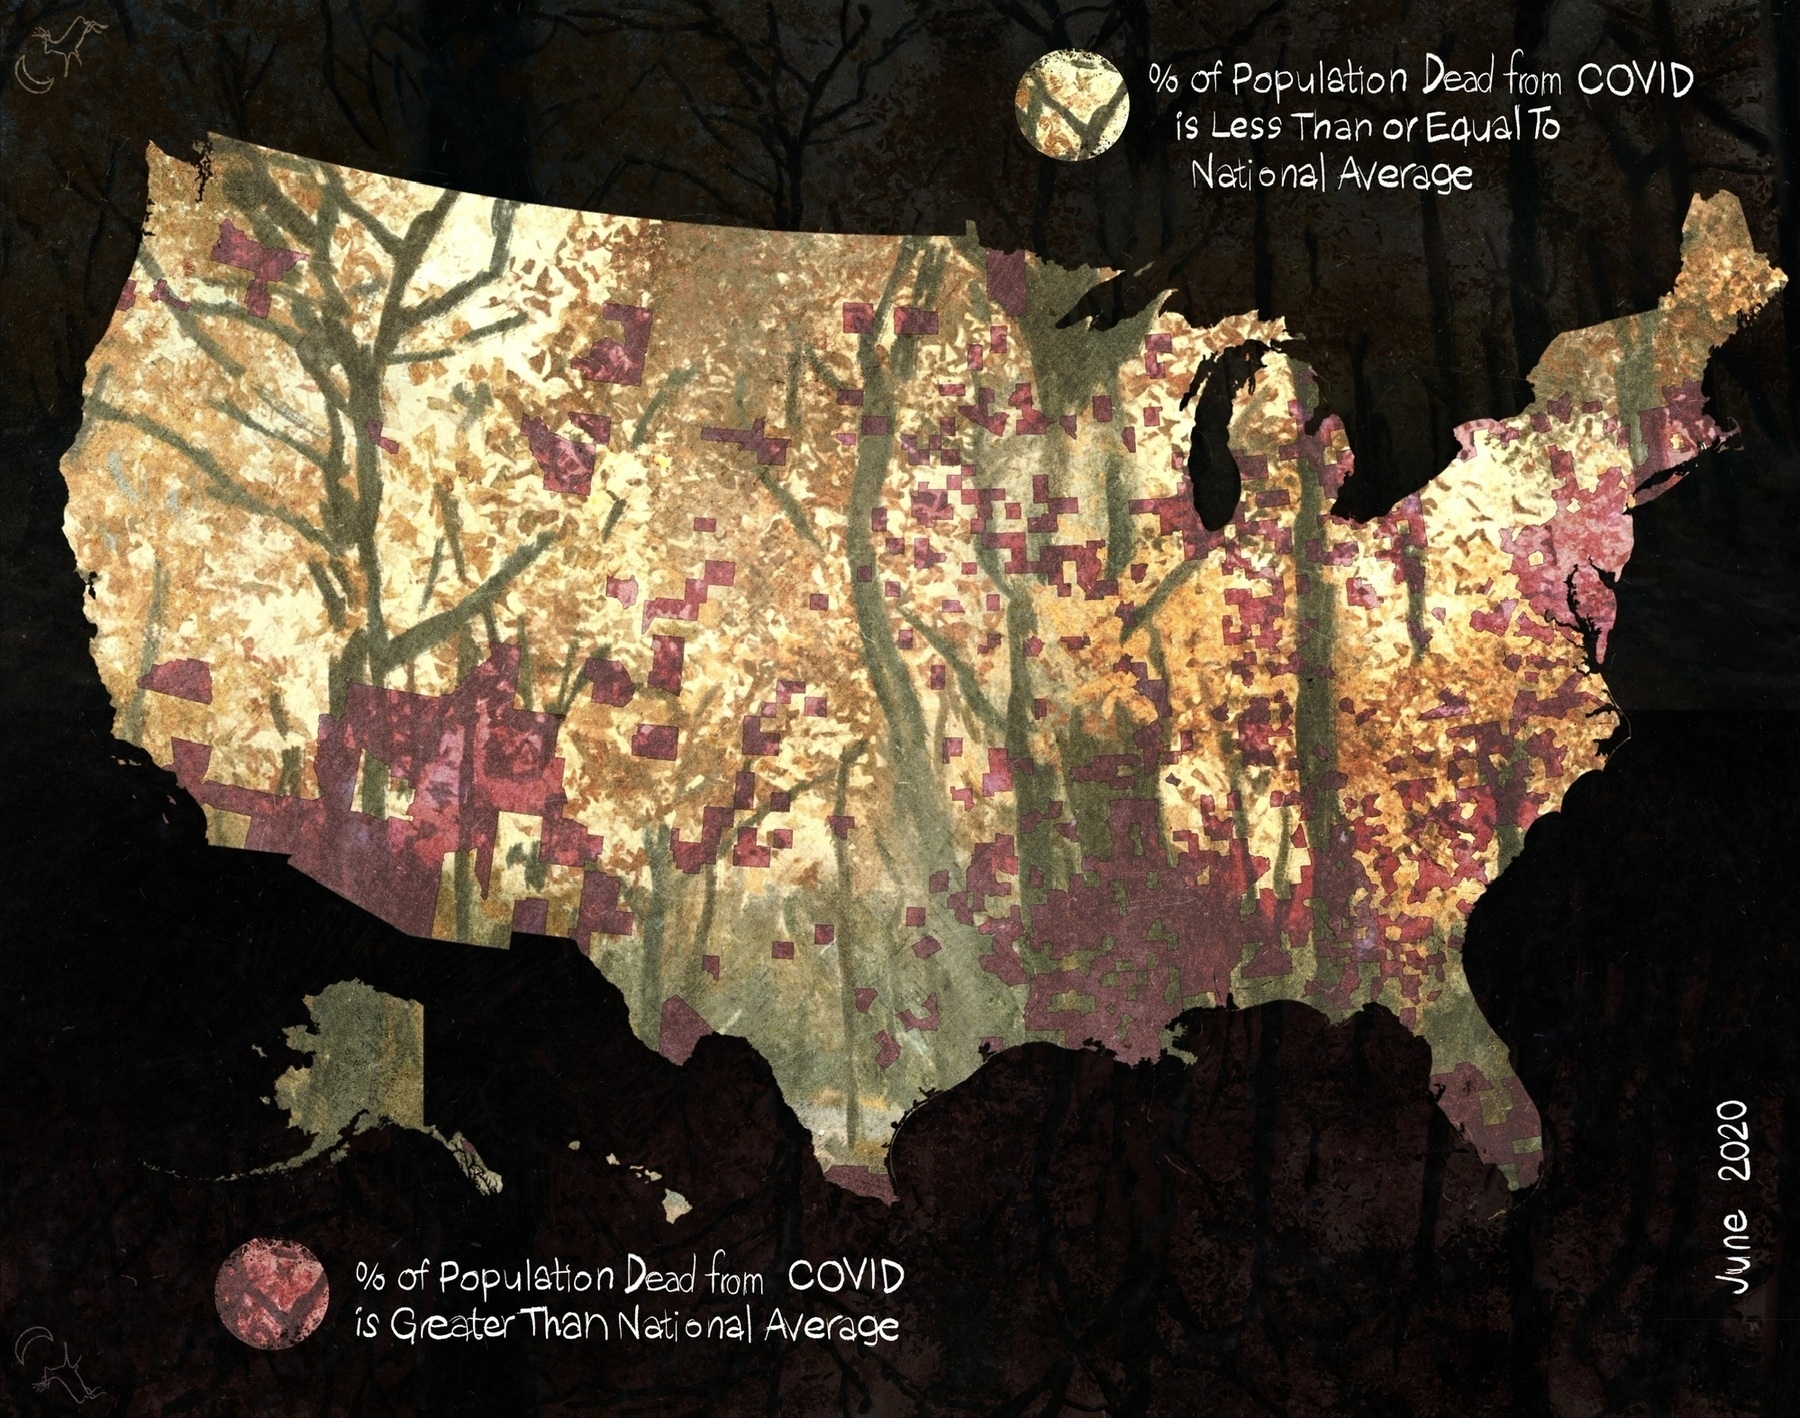 % of Population Dead from COVID
is Less Than or Equal To
National Average
June 2020
% of Population Dead from COVID
is Greater Than National Average